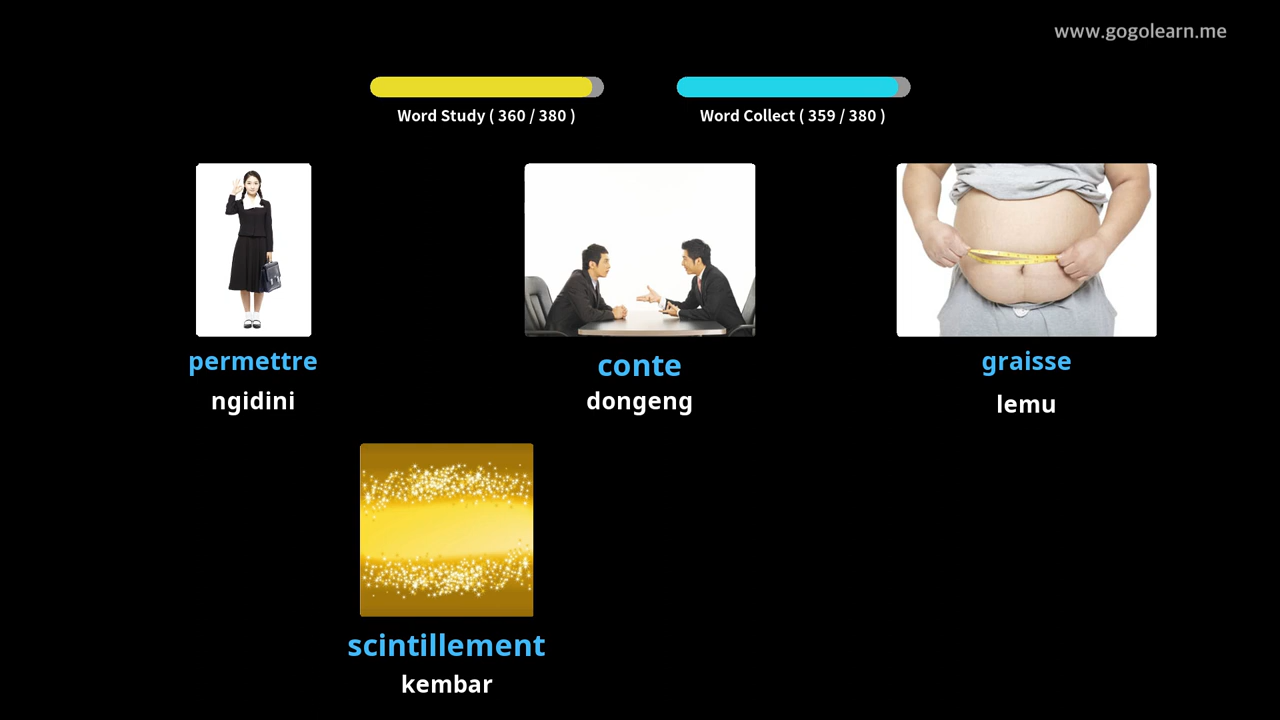 www.gogolearn.me
Word Study ( 360 / 380 )
Word Collect ( 359 / 380 )
permettre
ngidini
conte
dongeng
graisse
lemu
scintillement
kembar